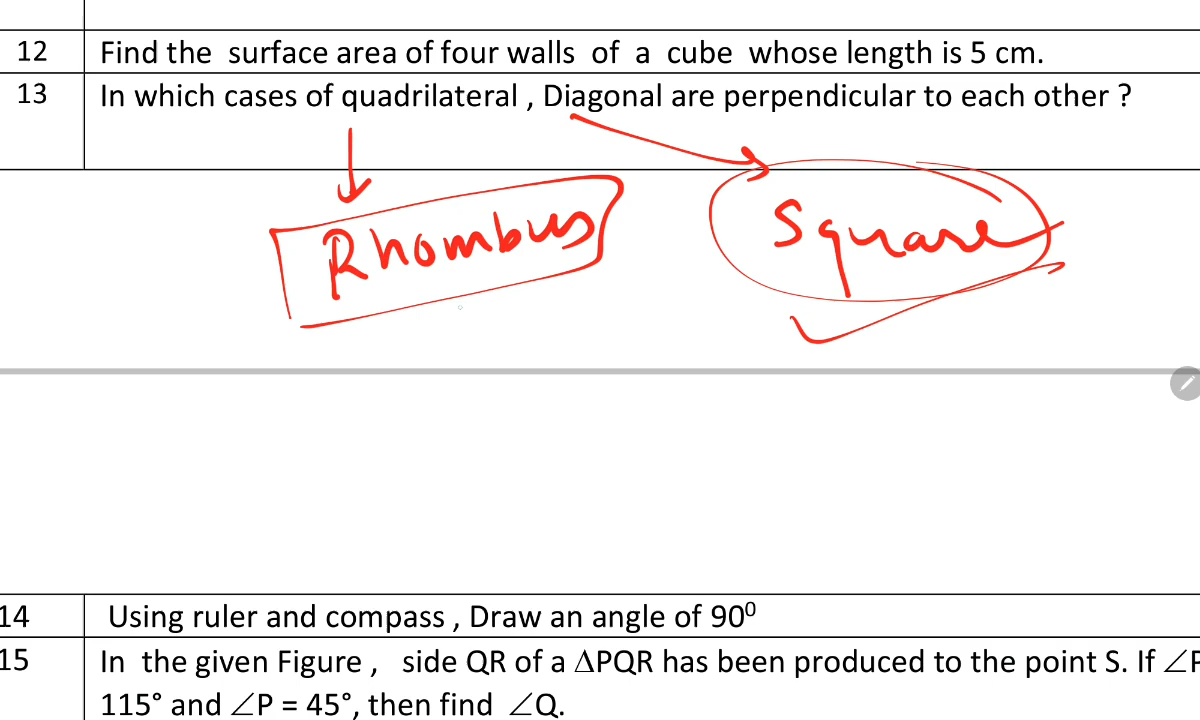 12 Find the surface area of four walls of a cube whose length is 5 cm.
13 In which cases of quadrilateral , Diagonal are perpendicular to each other ?
Rhombus
Square
14 Using ruler and compass , Draw an angle of 90⁰
15 In the given Figure , side QR of a ΔPQR has been produced to the point S. If ∠P
115° and ∠P = 45°, then find ∠Q.